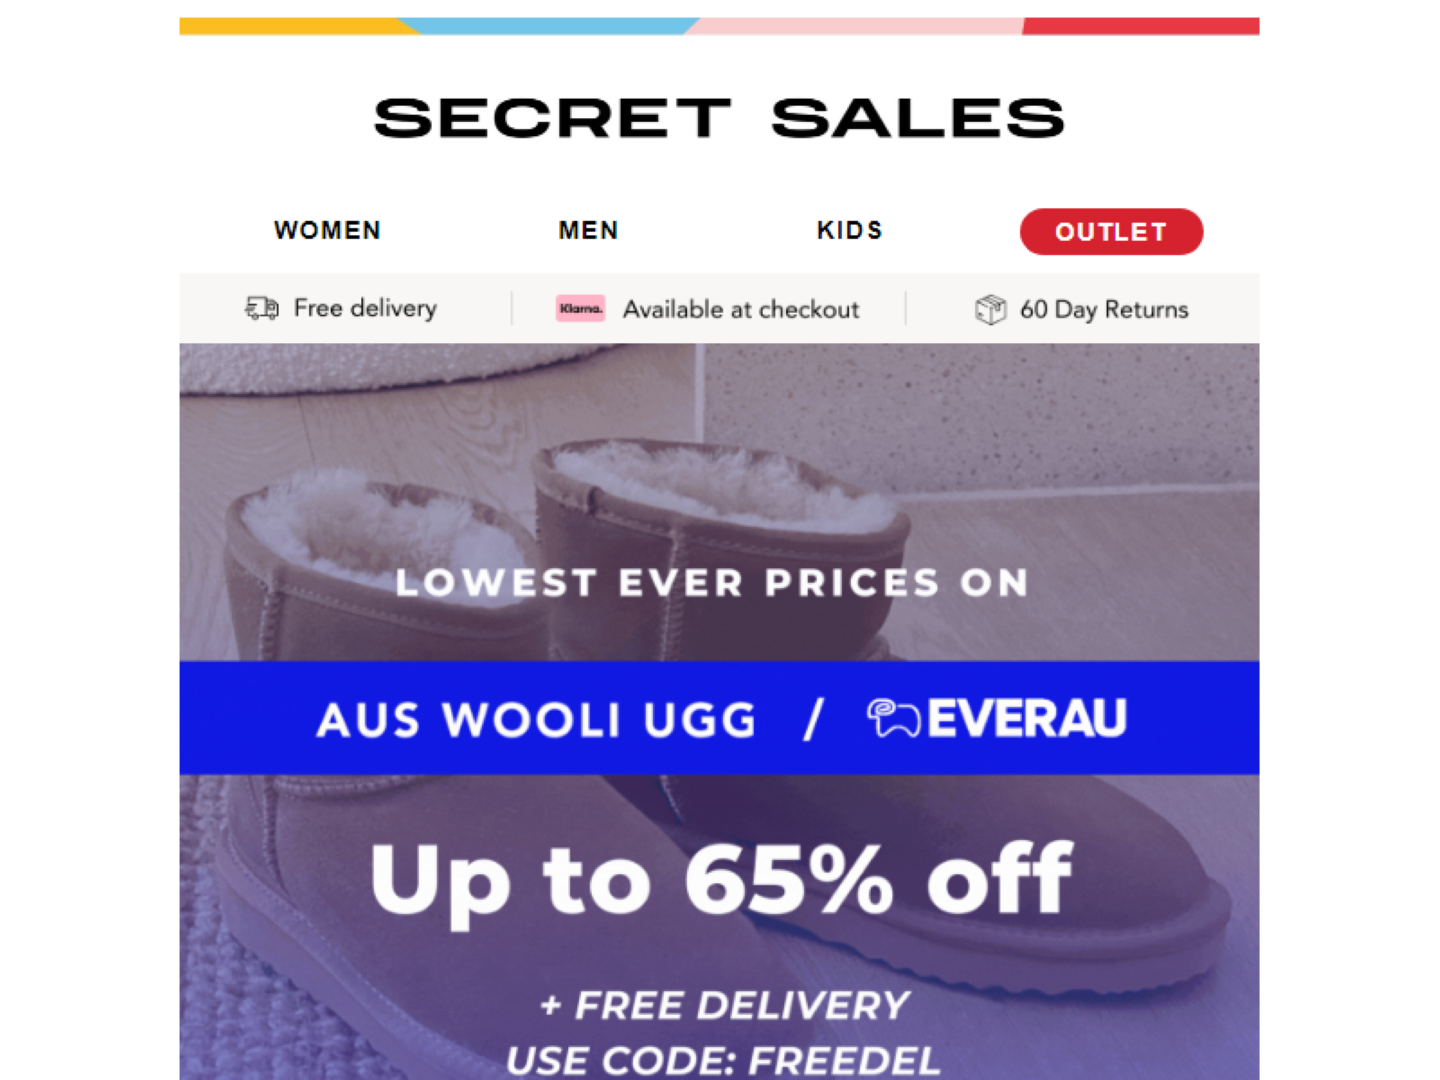 SECRET SALES
WOMEN MEN KIDS OUTLET
Free delivery Klarna. Available at checkout 60 Day Returns
LOWEST EVER PRICES ON
AUS WOOLI UGG / EVERAU
Up to 65% off
+ FREE DELIVERY
USE CODE: FREEDEL